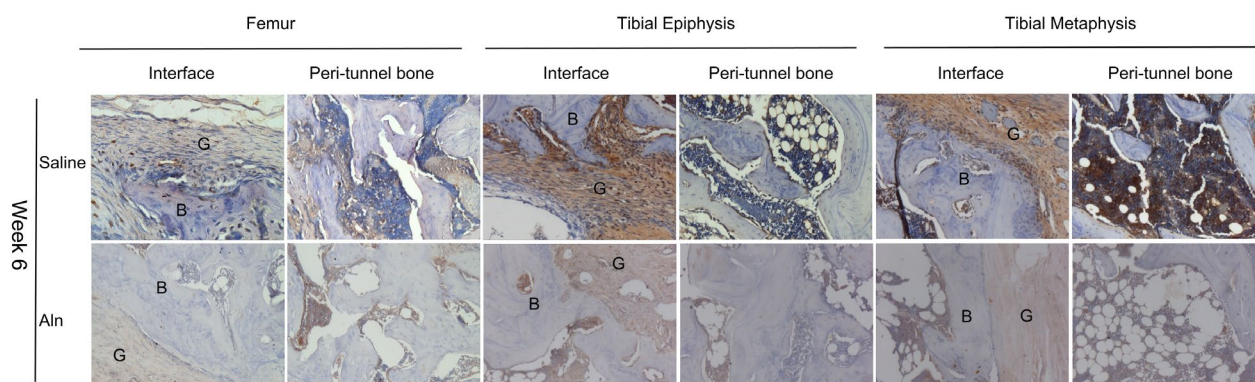 Femur Tibial Epiphysis Tibial Metaphysis
Interface Peri-tunnel bone Interface Peri-tunnel bone Interface Peri-tunnel bone
Week 6
Saline
G B B G G B
Aln
B G G B B G